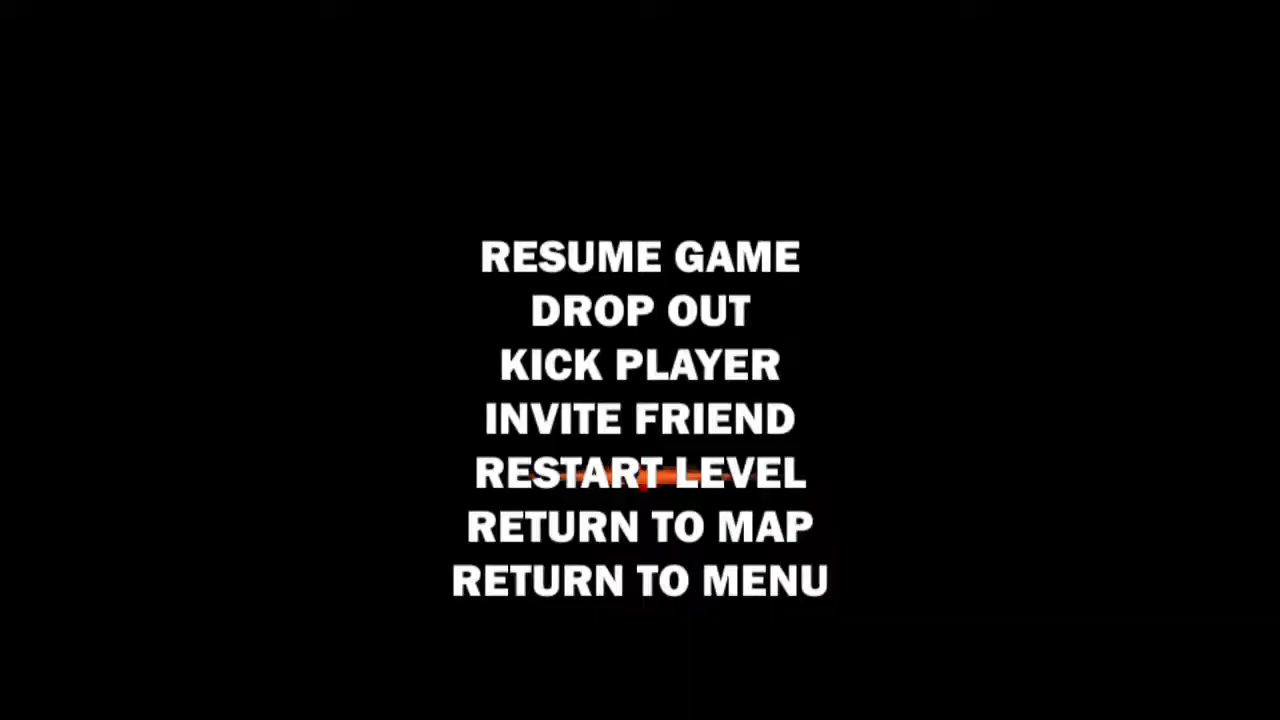 RESUME GAME
DROP OUT
KICK PLAYER
INVITE FRIEND
RESTART LEVEL
RETURN TO MAP
RETURN TO MENU